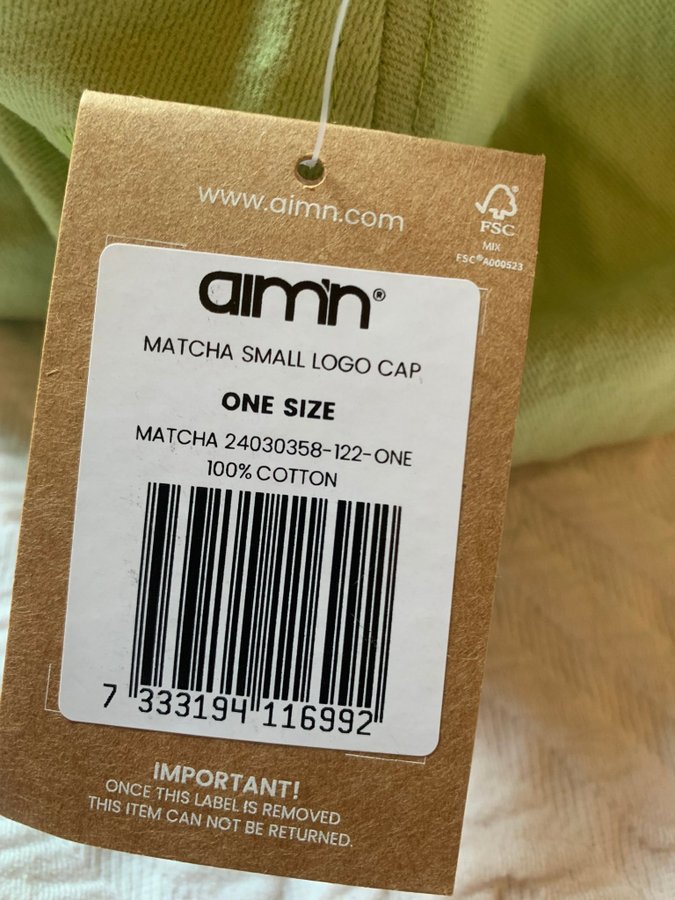 www.aimn.com
FSC
MIX
FSC® A000523
aim'n®
MATCHA SMALL LOGO CAP
ONE SIZE
MATCHA 24030358-122-ONE
100% COTTON
7 333194 116992
IMPORTANT!
ONCE THIS LABEL IS REMOVED
THIS ITEM CAN NOT BE RETURNED.